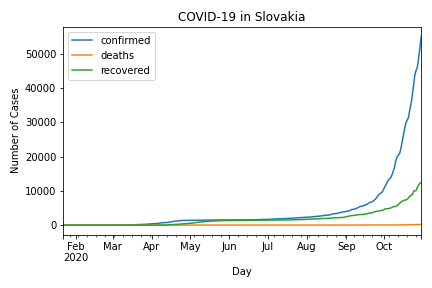 COVID-19 in Slovakia
confirmed
deaths
recovered
50000
40000
30000
20000
10000
0
Number of Cases
Feb Mar Apr May Jun Jul Aug Sep Oct
2020
Day